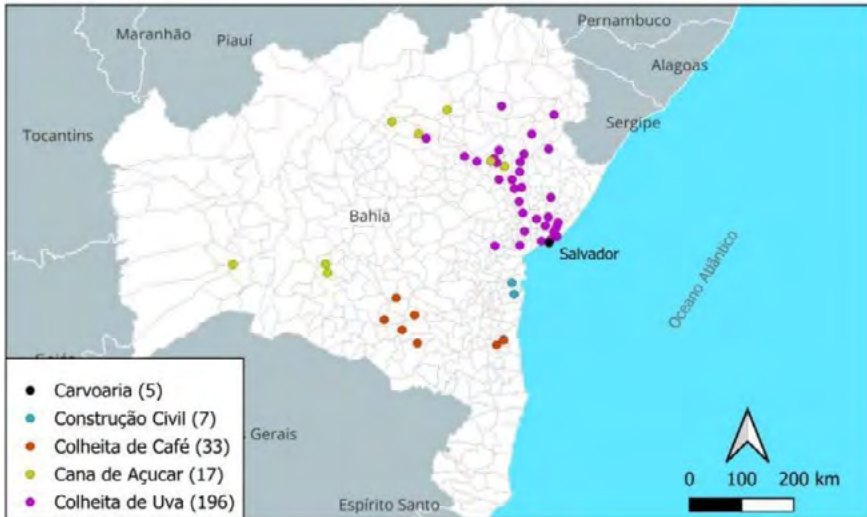 Pernambuco
Maranhão
Piauí
Alagoas
Sergipe
Tocantins
Bahia
Salvador
Oceano Atlântico
Carvoaria (5)
Construção Civil (7)
Colheita de Café (33)
Gerais
Cana de Açucar (17)
Colheita de Uva (196)
Espírito Santo
0 100 200 km